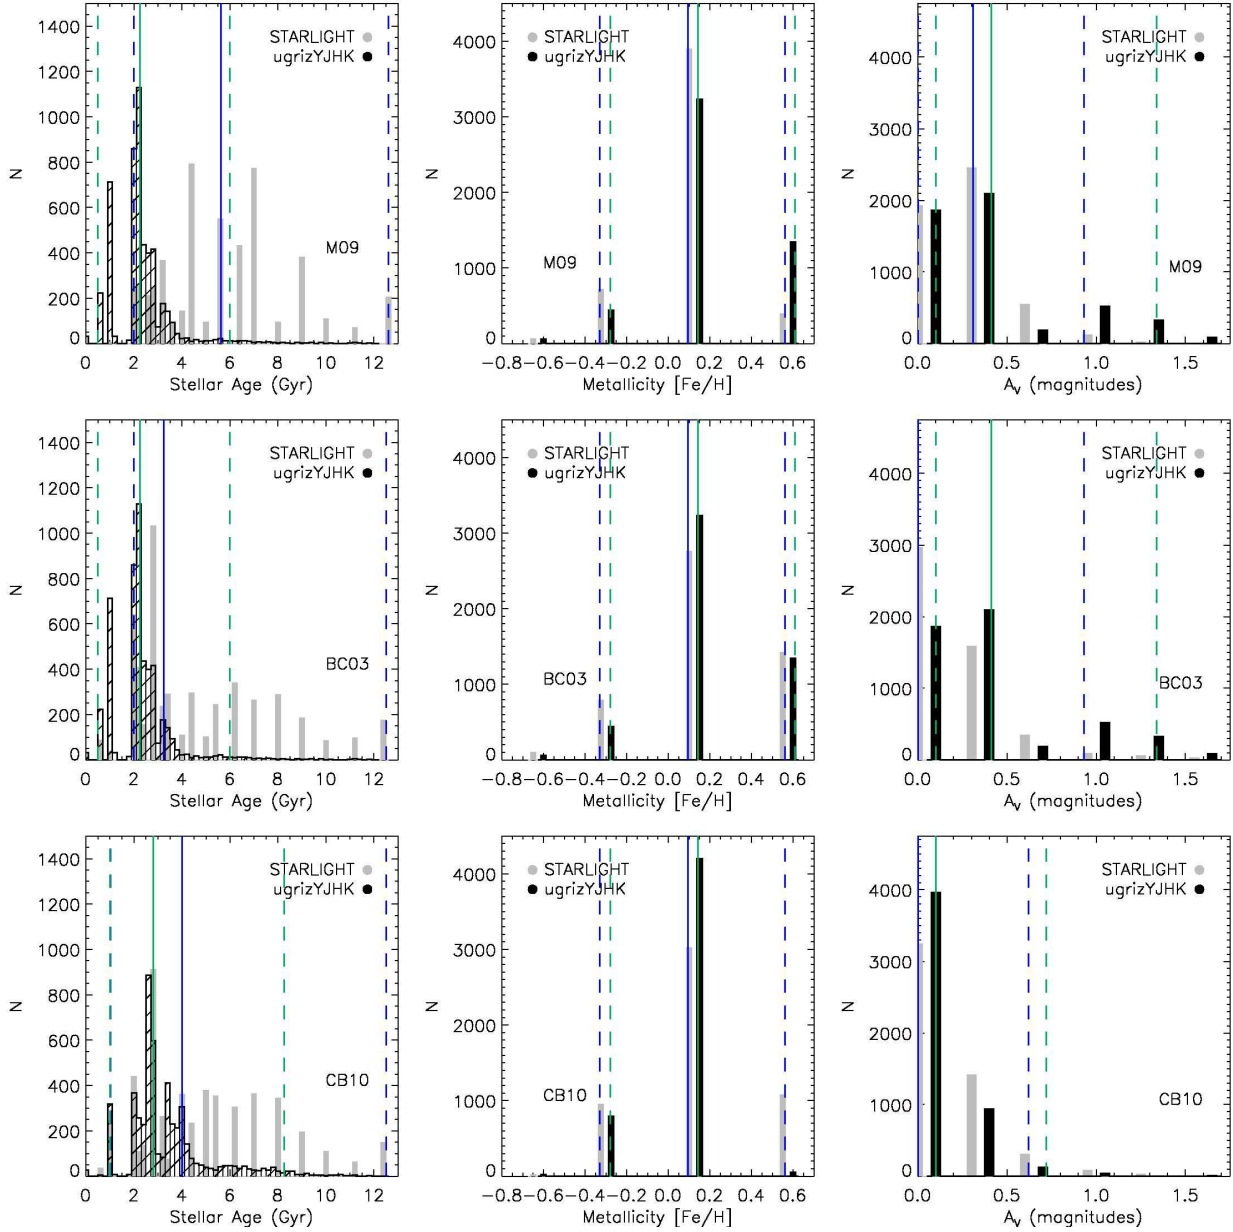 1500
1000 1200 1400
N
0 200 400 600 800
STARLIGHT
ugrizYJHK
M09
0 2 4 6 8 10 12
Stellar Age (Gyr)
N
0 1000 2000 3000 4000
STARLIGHT
ugrizYJHK
M09
−0.8−0.6−0.4−0.2 0.0 0.2 0.4 0.6
Metallicity [Fe/H]
N
0 1000 2000 3000 4000
STARLIGHT
ugrizYJHK
M09
0.0 0.5 1.0 1.5
AV (magnitudes)
N
0 200 400 600 800 1000 1200 1400
STARLIGHT
ugrizYJHK
BC03
0 2 4 6 8 10 12
Stellar Age (Gyr)
N
0 1000 2000 3000 4000
STARLIGHT
ugrizYJHK
BC03
−0.8−0.6−0.4−0.2 0.0 0.2 0.4 0.6
Metallicity [Fe/H]
N
0 1000 2000 3000 4000
STARLIGHT
ugrizYJHK
BC03
0.0 0.5 1.0 1.5
AV (magnitudes)
N
0 200 400 600 800 1000 1200 1400
STARLIGHT
ugrizYJHK
CB10
0 2 4 6 8 10 12
Stellar Age (Gyr)
N
0 1000 2000 3000 4000
STARLIGHT
ugrizYJHK
CB10
−0.8−0.6−0.4−0.2 0.0 0.2 0.4 0.6
Metallicity [Fe/H]
N
0 1000 2000 3000 4000
STARLIGHT
ugrizYJHK
CB10
0.0 0.5 1.0 1.5
AV (magnitudes)